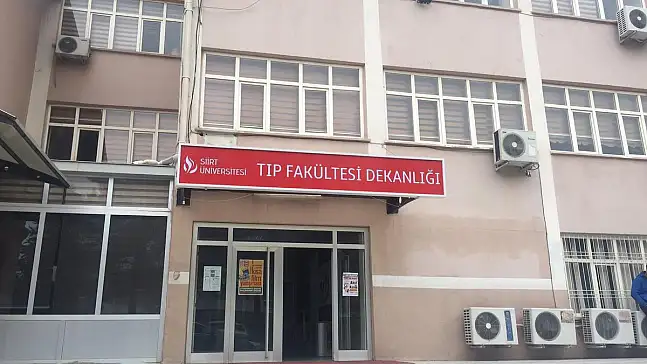 SİİRT
ÜNİVERSİTESİ
TIP FAKÜLTESİ DEKANLIĞI